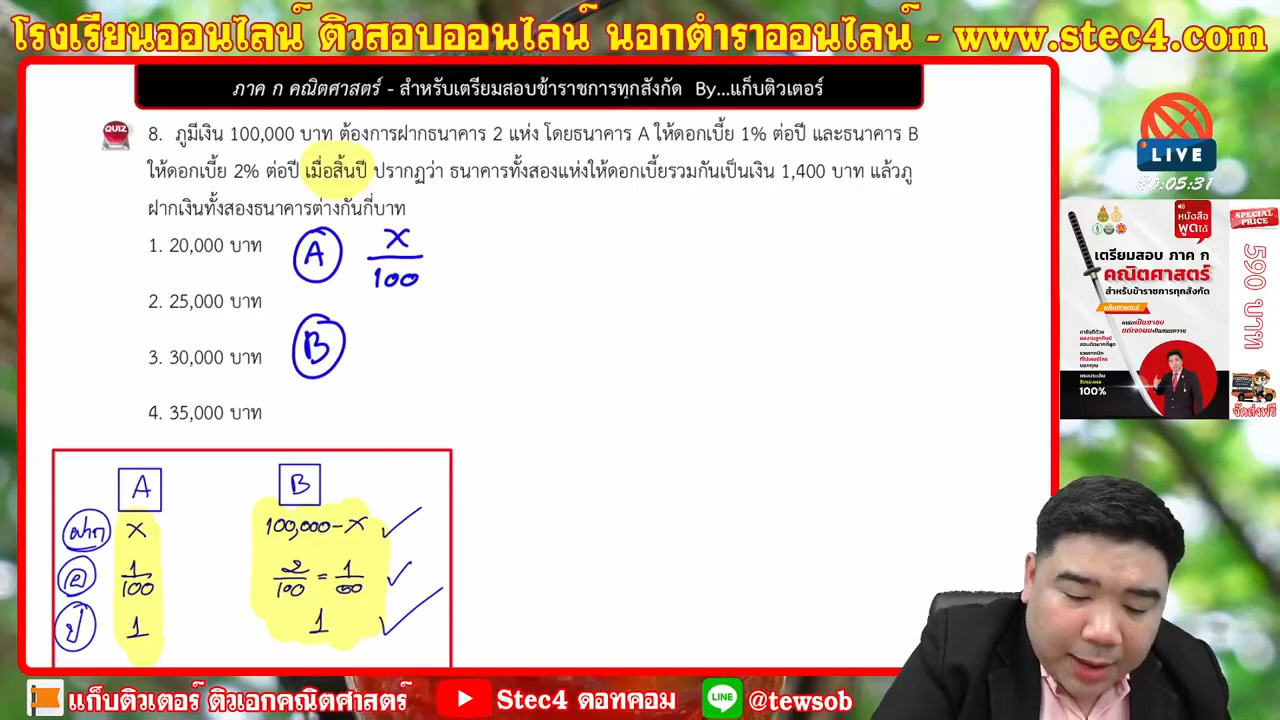 โรงเรียนออนไลน์ ติวสอบออนไลน์ นอกตำราออนไลน์ - www.stec4.com
ภาค ก คณิตศาสตร์ - สำหรับเตรียมสอบข้าราชการทุกสังกัด By...แก็บติวเตอร์
QUIZ
8. ภูมีเงิน 100,000 บาท ต้องการฝากธนาคาร 2 แห่ง โดยธนาคาร A ให้ดอกเบี้ย 1% ต่อปี และธนาคาร B
ให้ดอกเบี้ย 2% ต่อปี เมื่อสิ้นปี ปรากฏว่า ธนาคารทั้งสองแห่งให้ดอกเบี้ยรวมกันเป็นเงิน 1,400 บาท แล้วภู
ฝากเงินทั้งสองธนาคารต่างกันกี่บาท
1. 20,000 บาท
2. 25,000 บาท
3. 30,000 บาท
4. 35,000 บาท
A x/100
B
A B
ฝาก x 100,000-x
ด 1/100 2/100 = 1/50
ปี 1 1
LIVE
00:05:31
หนังสือ
พูดได้
เตรียมสอบ ภาค ก
คณิตศาสตร์
สำหรับข้าราชการทุกสังกัด
แก็บติวเตอร์
100%
SPECIAL
PRICE
590 บาท
จัดส่งฟรี
แก็บติวเตอร์ ติวเอกคณิตศาสตร์
Stec4 ดอทคอม
LINE
@tewsob